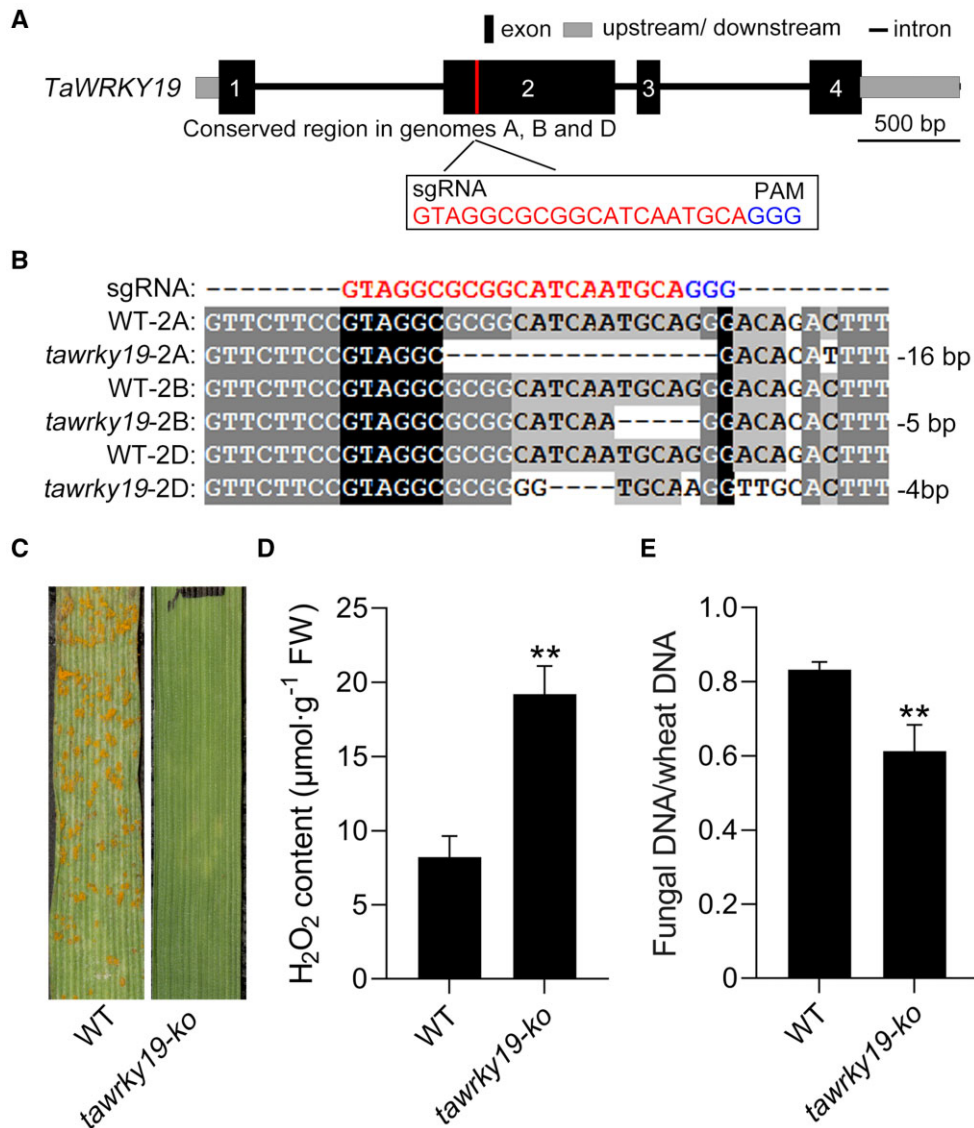 A
exon upstream/ downstream intron
TaWRKY19 1 2 3 4
Conserved region in genomes A, B and D
500 bp
sgRNA PAM
GTAGGCGCGGCATCAATGCAGGG
B
sgRNA: --------GTAGGCGCGGCATCAATGCAGGG---------
WT-2A: GTTCTTCCGTAGGCGCGGCATCAATGCAGGGACAGACTTT
tawrky19-2A: GTTCTTCCGTAGGC----------------GACACATTTT -16 bp
WT-2B: GTTCTTCCGTAGGCGCGGCATCAATGCAGGGACAGACTTT
tawrky19-2B: GTTCTTCCGTAGGCGCGGCATCAA-----GGACACACTTT -5 bp
WT-2D: GTTCTTCCGTAGGCGCGGCATCAATGCAGGGACAGACTTT
tawrky19-2D: GTTCTTCCGTAGGCGCGGGG----TGCAAGGTTGCACTTT -4bp
C
WT
tawrky19-ko
D
H₂O₂ content (μmol·g⁻¹ FW)
25
20
15
10
5
0
**
WT
tawrky19-ko
E
Fungal DNA/wheat DNA
1.0
0.8
0.6
0.4
0.2
0
**
WT
tawrky19-ko